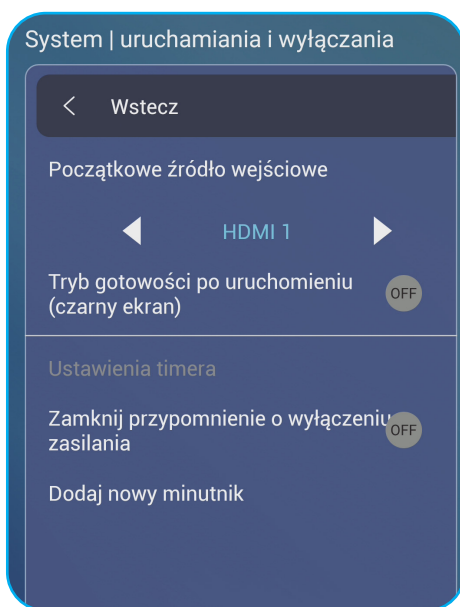 System | uruchamiania i wyłączania
Wstecz
Początkowe źródło wejściowe
HDMI 1
Tryb gotowości po uruchomieniu
(czarny ekran)
OFF
Ustawienia timera
Zamknij przypomnienie o wyłączeniu
zasilania
OFF
Dodaj nowy minutnik